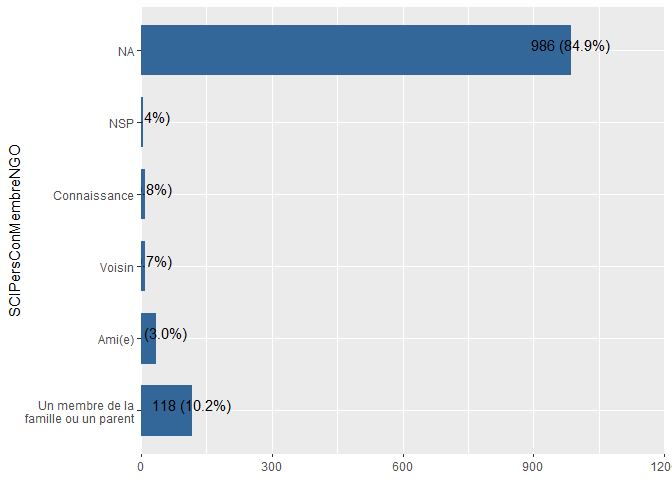 SCIPersConMembreNGO
NA
986 (84.9%)
NSP
4%)
Connaissance
8%)
Voisin
7%)
Ami(e)
(3.0%)
Un membre de la
famille ou un parent
118 (10.2%)
0
300
600
900
120